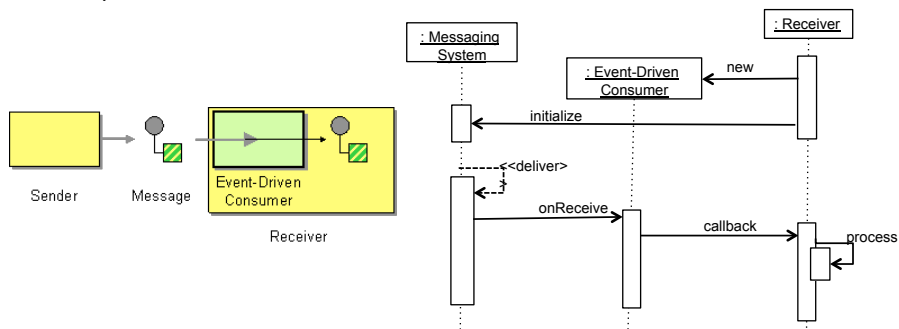 : Receiver
: Messaging
System
: Event-Driven
Consumer
new
initialize
<<deliver>
>
onReceive
callback
process
Sender
Message
Event-Driven
Consumer
Receiver